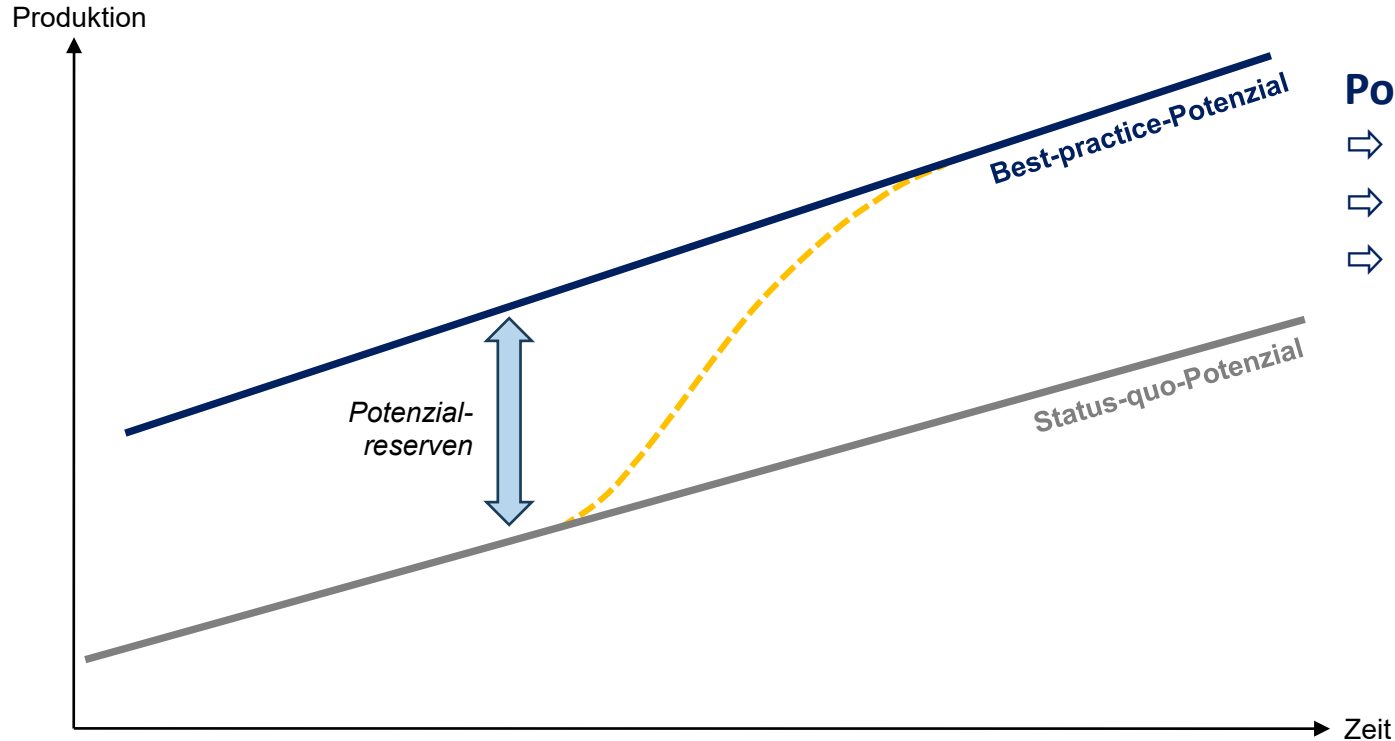 Produktion
Po
Best-practice-Potenzial
Potenzial-
reserven
Status-quo-Potenzial
Zeit